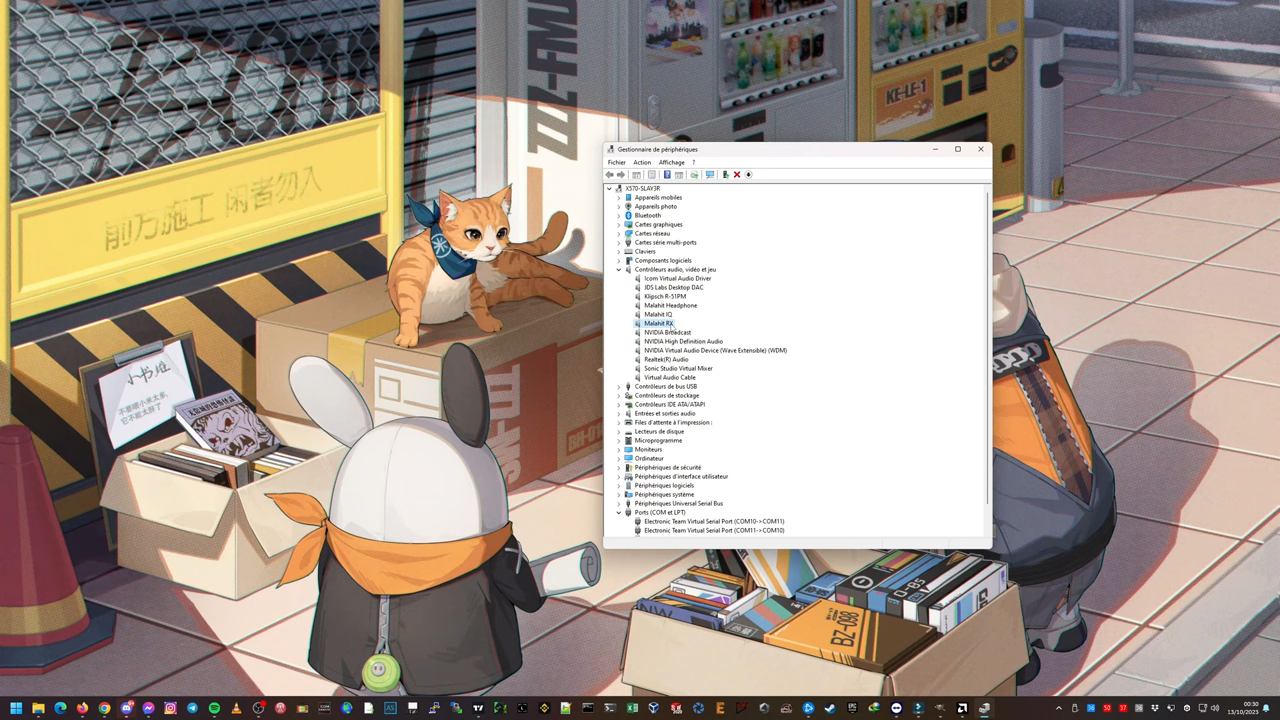 ZZZ-FMU
KE-LE-1
前方施工 闲者勿入
小书堆
BZ-098
Gestionnaire de périphériques
Fichier Action Affichage ?
X570-SLAY3R
Appareils mobiles
Appareils photo
Bluetooth
Cartes graphiques
Cartes réseau
Cartes série multi-ports
Claviers
Composants logiciels
Contrôleurs audio, vidéo et jeu
Icom Virtual Audio Driver
JDS Labs Desktop DAC
Klipsch R-51PM
Malahit Headphone
Malahit IQ
Malahit RX
NVIDIA Broadcast
NVIDIA High Definition Audio
NVIDIA Virtual Audio Device (Wave Extensible) (WDM)
Realtek(R) Audio
Sonic Studio Virtual Mixer
Virtual Audio Cable
Contrôleurs de bus USB
Contrôleurs de stockage
Contrôleurs IDE ATA/ATAPI
Entrées et sorties audio
Files d'attente à l'impression :
Lecteurs de disque
Microprogramme
Moniteurs
Ordinateur
Périphériques de sécurité
Périphériques d'interface utilisateur
Périphériques logiciels
Périphériques système
Périphériques Universal Serial Bus
Ports (COM et LPT)
Electronic Team Virtual Serial Port (COM10->COM11)
Electronic Team Virtual Serial Port (COM11->COM10)
00:30
13/10/2023